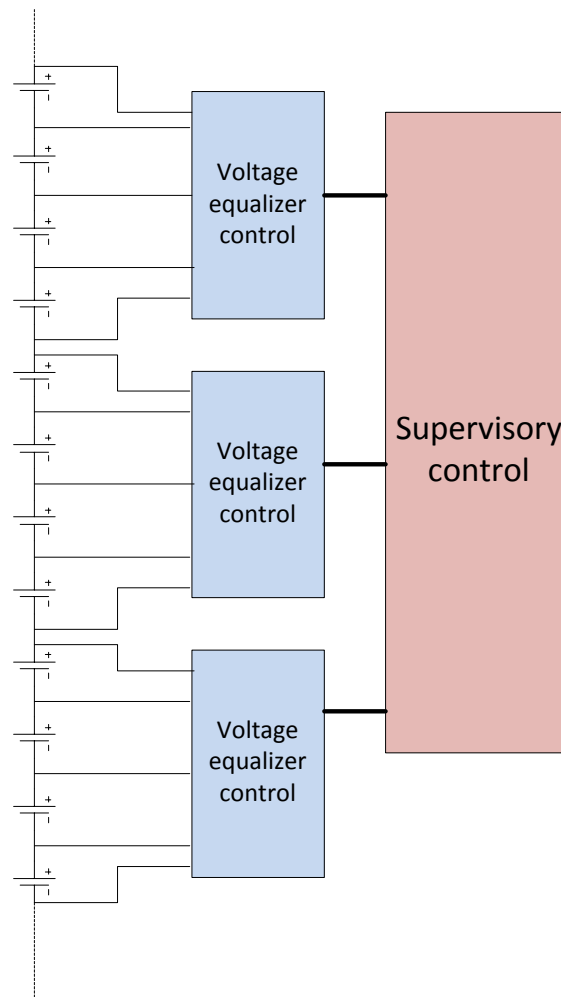 +
-
+
-
+
-
+
-
+
-
+
-
+
-
+
-
+
-
+
-
+
-
+
-
Voltage
equalizer
control
Voltage
equalizer
control
Voltage
equalizer
control
Supervisory
control